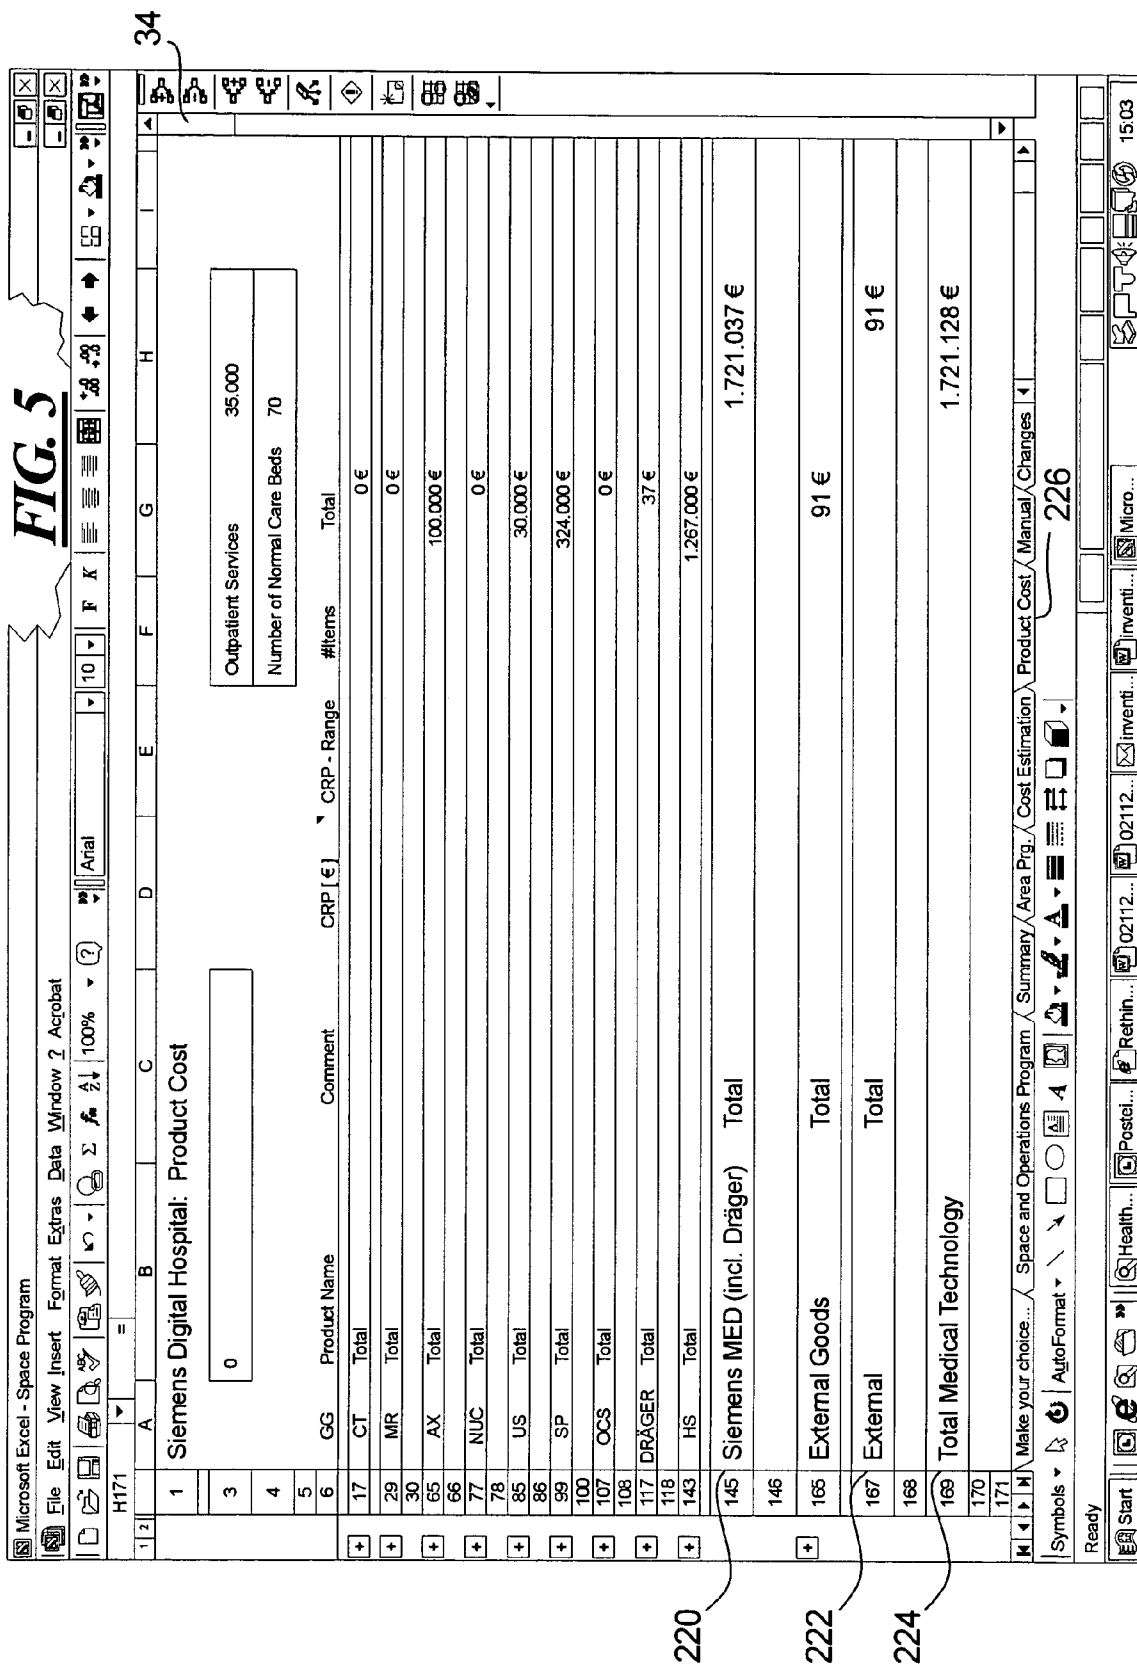 FIG. 5
34
Microsoft Excel - Space Program
File Edit View Insert Format Extras Data Window ? Acrobat
100% Arial 10 F K
H171 =
1 2 A B C D E F G H I
1 Siemens Digital Hospital: Product Cost
3 0 Outpatient Services 35.000
4 Number of Normal Care Beds 70
5
6 GG Product Name Comment CRP [ € ] CRP - Range #Items Total
17 CT Total 0 €
29 MR Total 0 €
30
65 AX Total 100.000 €
66
77 NUC Total 0 €
78
85 US Total 30.000 €
86
99 SP Total 324.000 €
100
107 OCS Total 0 €
108
117 DRÄGER Total 37 €
118
143 HS Total 1.267.000 €
145 Siemens MED (incl. Dräger) Total 1.721.037 €
146
165 External Goods Total 91 €
167 External Total 91 €
168
169 Total Medical Technology 1.721.128 €
170
171
220
222
224
Make your choice... Space and Operations Program Summary Area Prg. Cost Estimation Product Cost Manual Changes
226
Symbols AutoForm at
Ready
Start Health... Postei... Rethin... 02112... 02112... inventi... inventi... Micro... 15:03